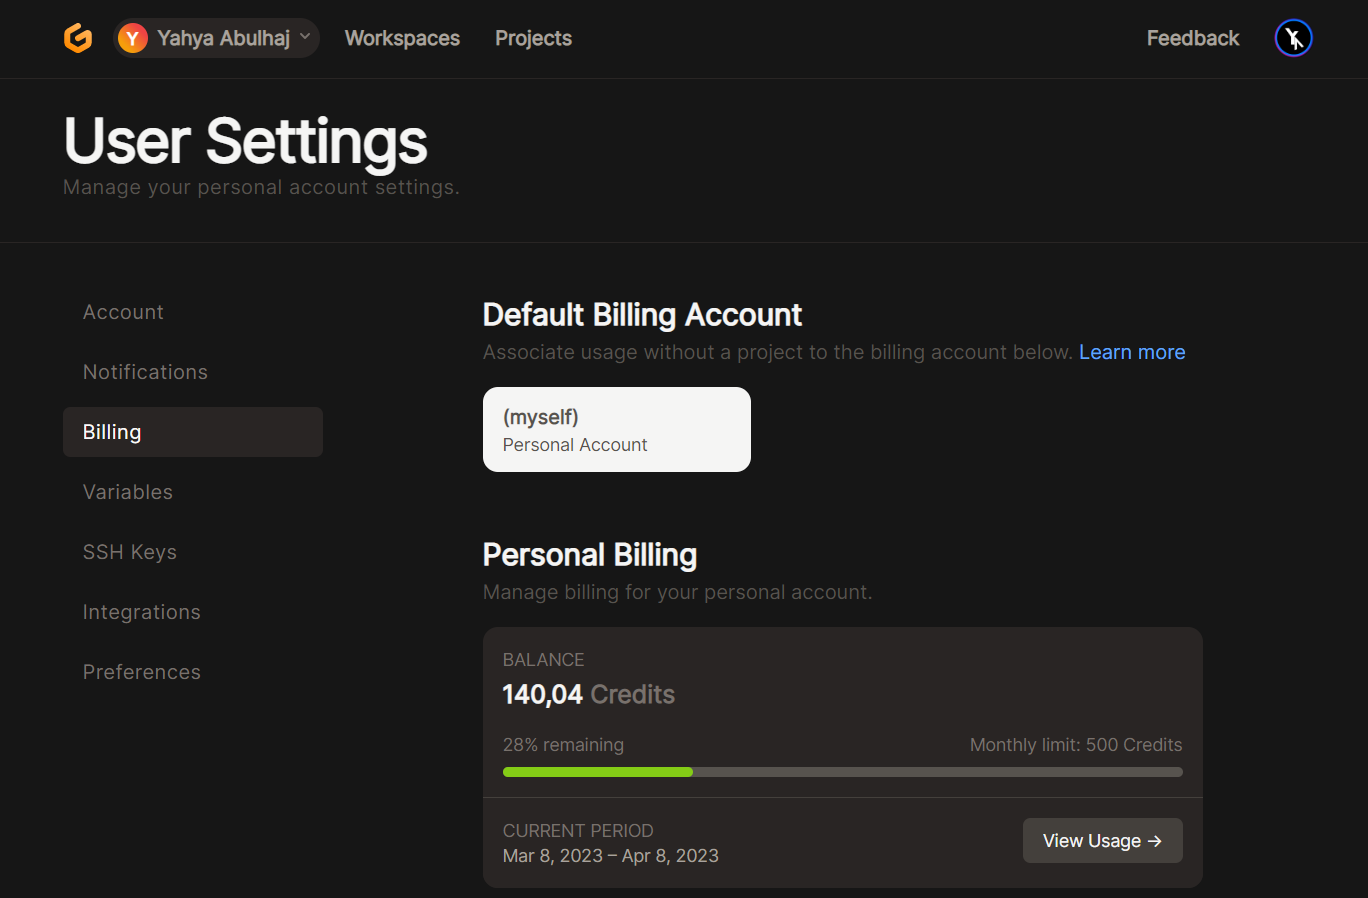 Y Yahya Abulhaj Workspaces Projects Feedback
User Settings
Manage your personal account settings.
Account
Notifications
Billing
Variables
SSH Keys
Integrations
Preferences
Default Billing Account
Associate usage without a project to the billing account below. Learn more
(myself)
Personal Account
Personal Billing
Manage billing for your personal account.
BALANCE
140,04 Credits
28% remaining Monthly limit: 500 Credits
CURRENT PERIOD
Mar 8, 2023 – Apr 8, 2023
View Usage →